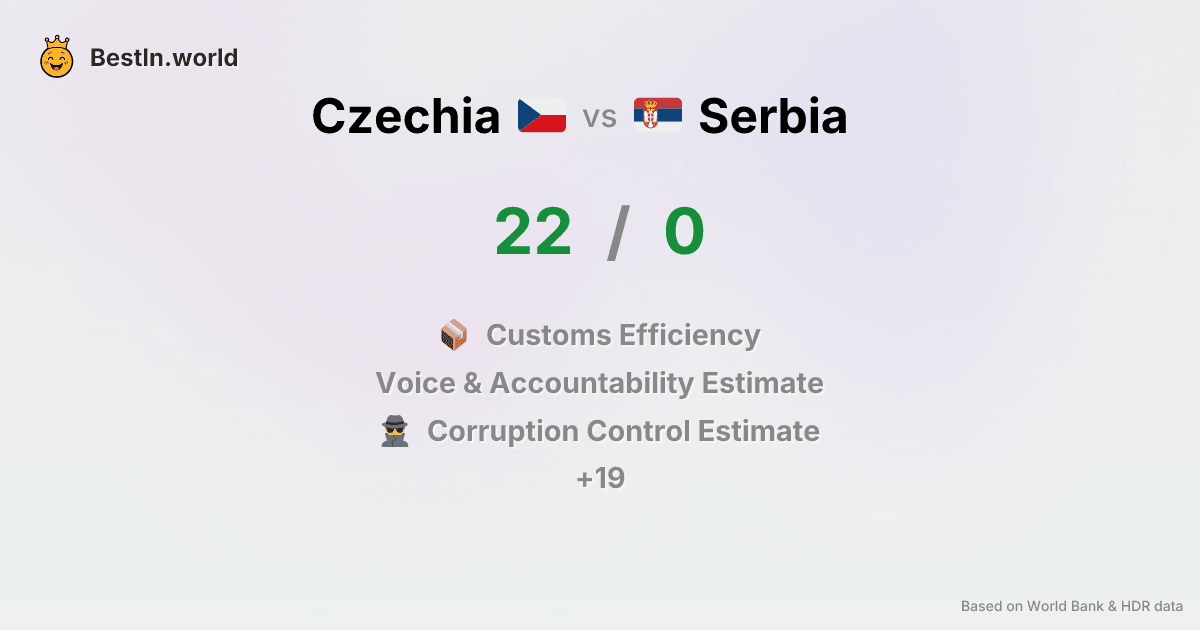 BestIn.world
Czechia vs Serbia
22 / 0
Customs Efficiency
Voice & Accountability Estimate
Corruption Control Estimate
+19
Based on World Bank & HDR data